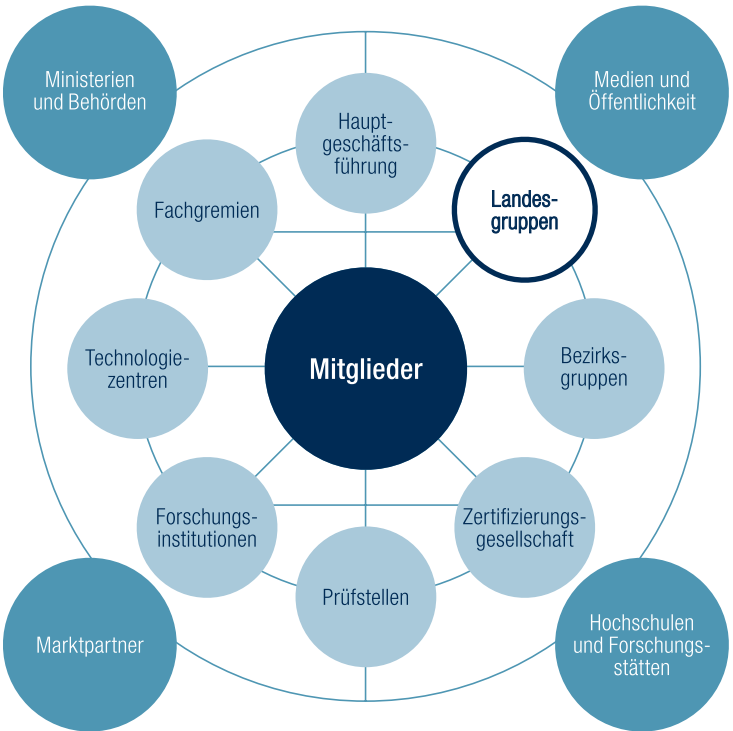 Ministerien
und Behörden
Medien und
Öffentlichkeit
Haupt-
geschäfts-
führung
Fachgremien
Landes-
gruppen
Technologie-
zentren
Mitglieder
Bezirks-
gruppen
Forschungs-
institutionen
Zertifizierungs-
gesellschaft
Prüfstellen
Marktpartner
Hochschulen
und Forschungs-
stätten